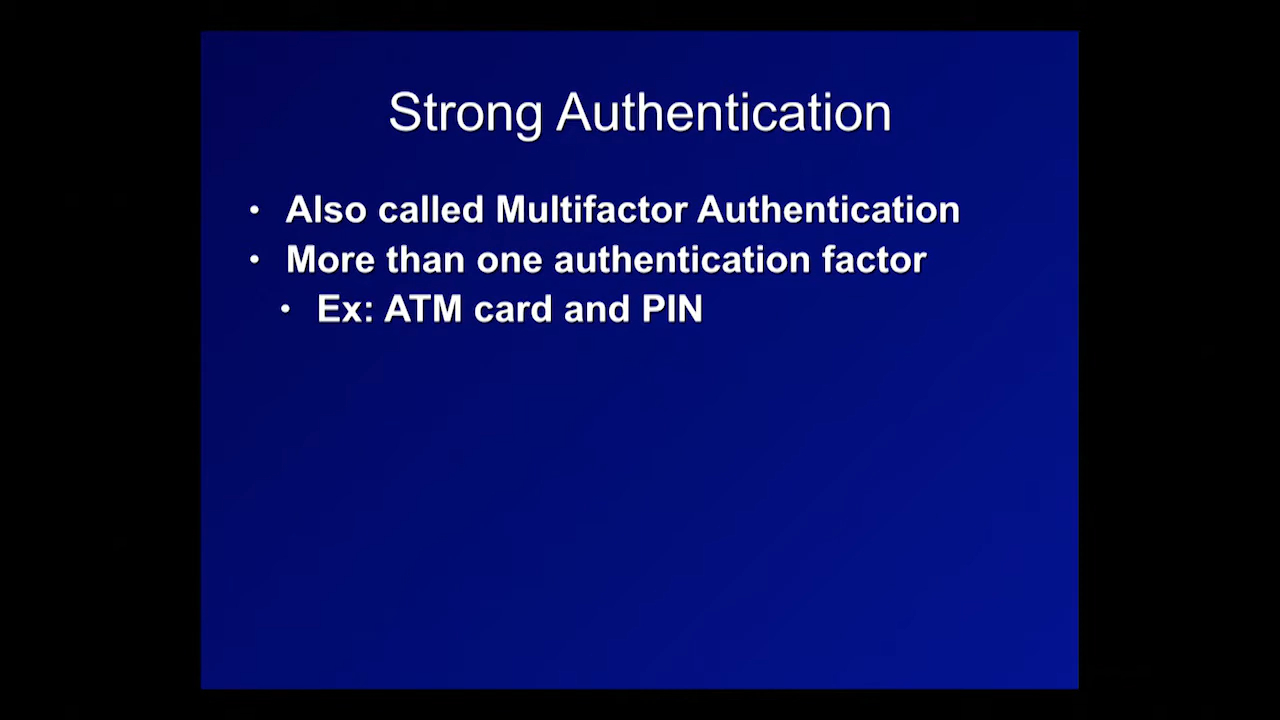 Strong Authentication
• Also called Multifactor Authentication
• More than one authentication factor
• Ex: ATM card and PIN